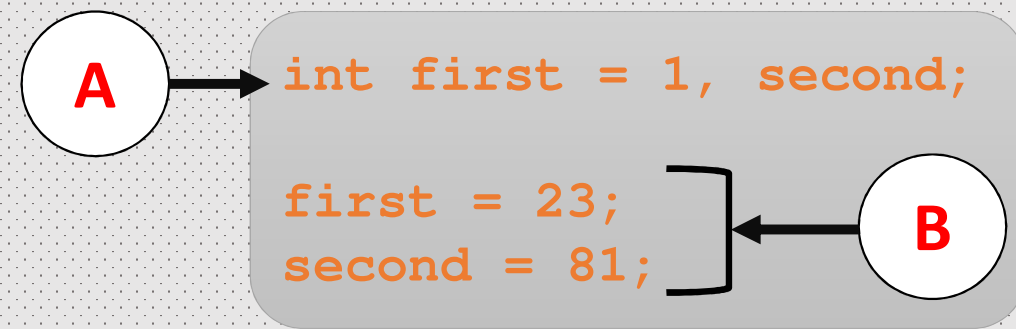 A
int first = 1, second;
first = 23;
second = 81;
B